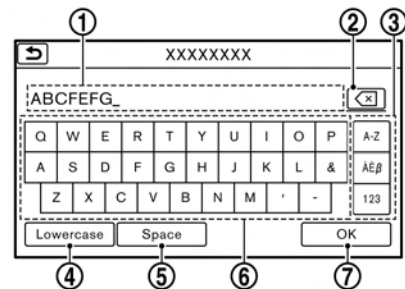 ① ② ③
XXXXXXXX
ABCFEFG_
Q W E R T Y U I O P A-Z
A S D F G H J K L & ÀÈβ
Z X C V B N M ' - 123
Lowercase Space OK
④ ⑤ ⑥ ⑦